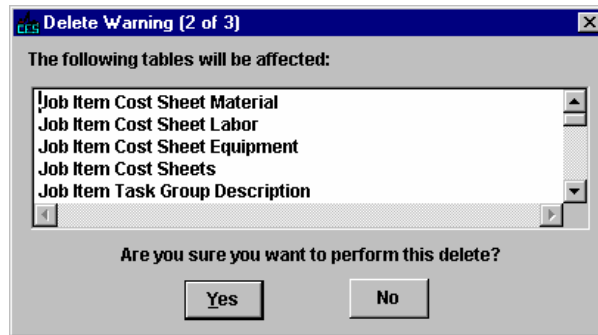 CES Delete Warning (2 of 3)
The following tables will be affected:
Job Item Cost Sheet Material
Job Item Cost Sheet Labor
Job Item Cost Sheet Equipment
Job Item Cost Sheets
Job Item Task Group Description
Are you sure you want to perform this delete?
Yes No